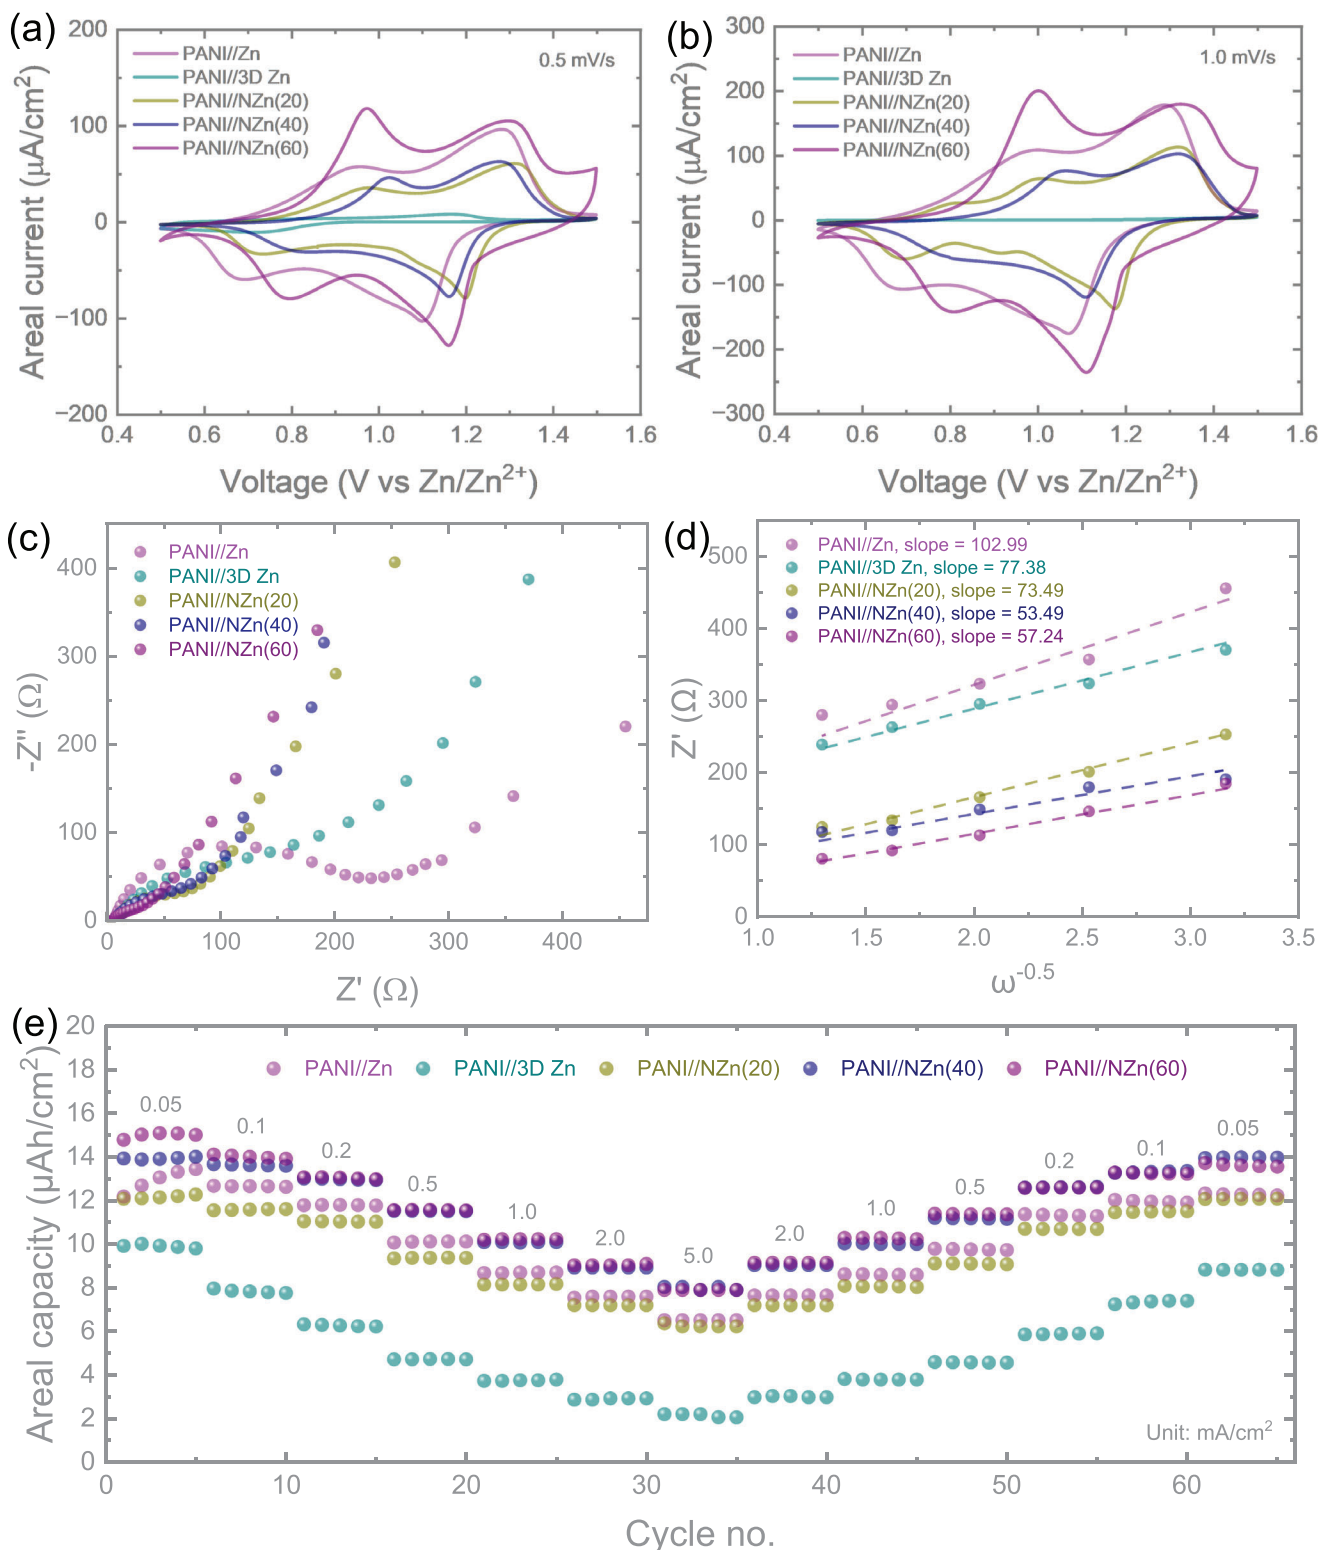 (a)
200
100
0
−100
−200
Areal current (μA/cm²)
PANI//Zn
PANI//3D Zn
PANI//NZn(20)
PANI//NZn(40)
PANI//NZn(60)
0.5 mV/s
0.4 0.6 0.8 1.0 1.2 1.4 1.6
Voltage (V vs Zn/Zn²⁺)
(b)
300
200
100
0
−100
−200
−300
Areal current (μA/cm²)
PANI//Zn
PANI//3D Zn
PANI//NZn(20)
PANI//NZn(40)
PANI//NZn(60)
1.0 mV/s
0.4 0.6 0.8 1.0 1.2 1.4 1.6
Voltage (V vs Zn/Zn²⁺)
(c)
400
300
200
100
0
-Z" (Ω)
PANI//Zn
PANI//3D Zn
PANI//NZn(20)
PANI//NZn(40)
PANI//NZn(60)
0 100 200 300 400
Z' (Ω)
(d)
500
400
300
200
100
0
Z' (Ω)
PANI//Zn, slope = 102.99
PANI//3D Zn, slope = 77.38
PANI//NZn(20), slope = 73.49
PANI//NZn(40), slope = 53.49
PANI//NZn(60), slope = 57.24
1.0 1.5 2.0 2.5 3.0 3.5
ω⁻⁰·⁵
(e)
20
18
16
14
12
10
8
6
4
2
0
Areal capacity (μAh/cm²)
PANI//Zn PANI//3D Zn PANI//NZn(20) PANI//NZn(40) PANI//NZn(60)
0.05 0.1 0.2 0.5 1.0 2.0 5.0 2.0 1.0 0.5 0.2 0.1 0.05
Unit: mA/cm²
0 10 20 30 40 50 60
Cycle no.